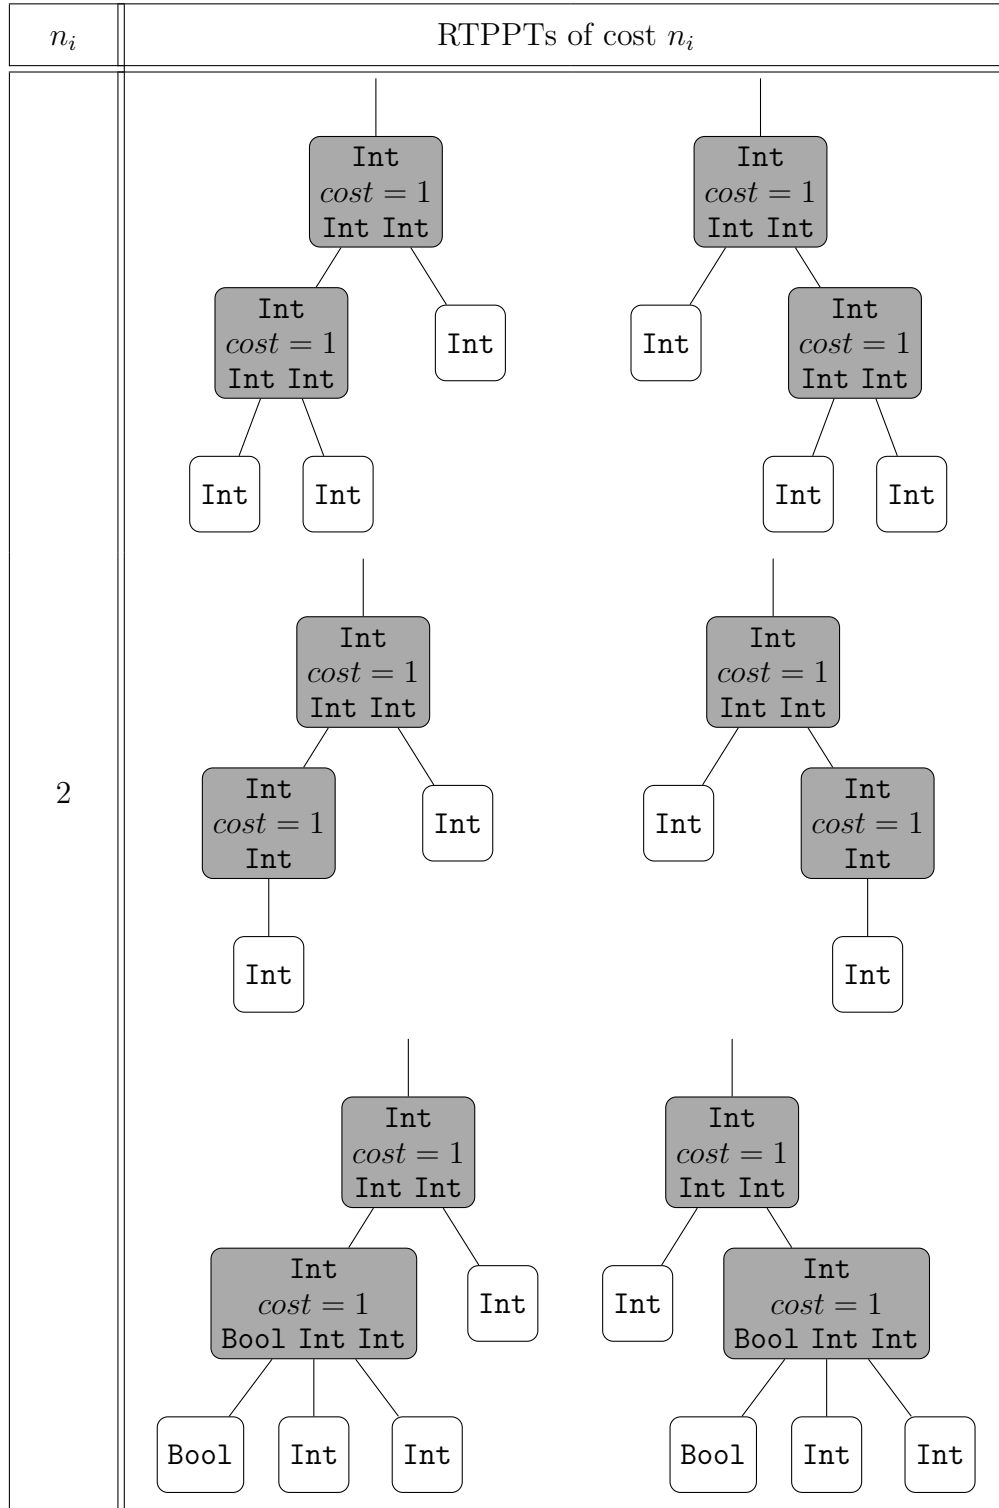 n_i RTPPTs of cost n_i
Int Int
cost = 1 cost = 1
Int Int Int Int
Int Int Int Int
cost = 1 cost = 1
Int Int Int Int
Int Int Int Int
Int Int
cost = 1 cost = 1
Int Int Int Int
2
Int Int Int Int
cost = 1 cost = 1
Int Int
Int Int
Int Int
cost = 1 cost = 1
Int Int Int Int
Int Int Int Int
cost = 1 cost = 1
Bool Int Int Bool Int Int
Bool Int Int Bool Int Int